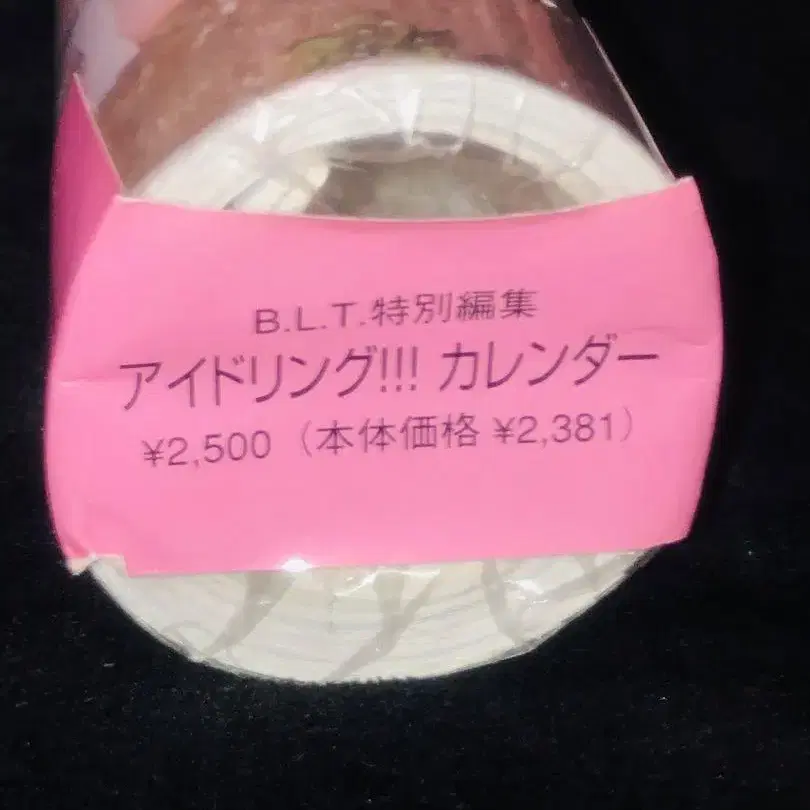 B.L.T.特別編集
アイドリング!!! カレンダー
¥2,500（本体価格 ¥2,381）